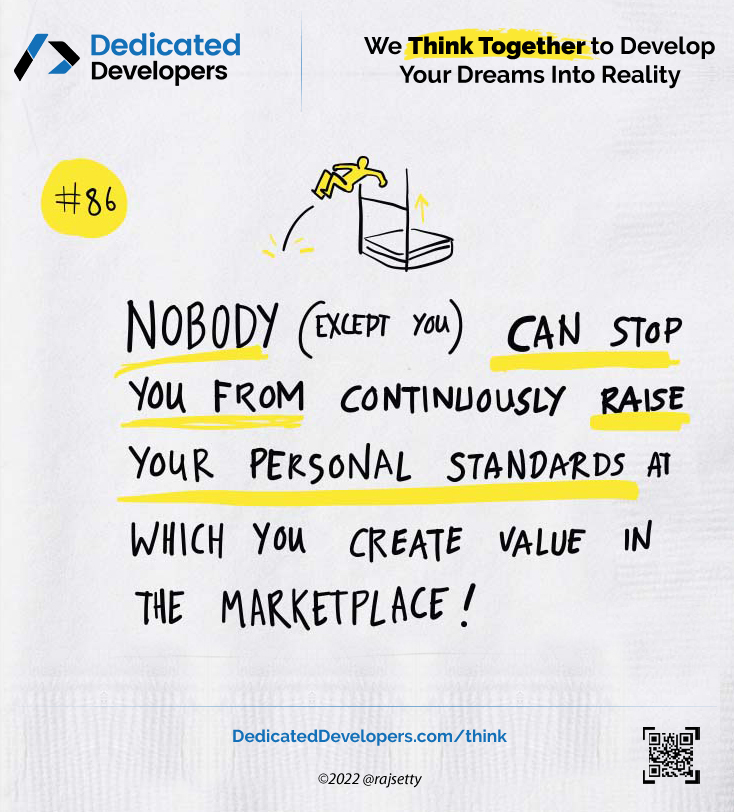 Dedicated
Developers
We Think Together to Develop
Your Dreams Into Reality
#86
NOBODY (EXCEPT YOU) CAN STOP
YOU FROM CONTINUOUSLY RAISE
YOUR PERSONAL STANDARDS AT
WHICH YOU CREATE VALUE IN
THE MARKETPLACE!
DedicatedDevelopers.com/think
©2022 @rajsetty